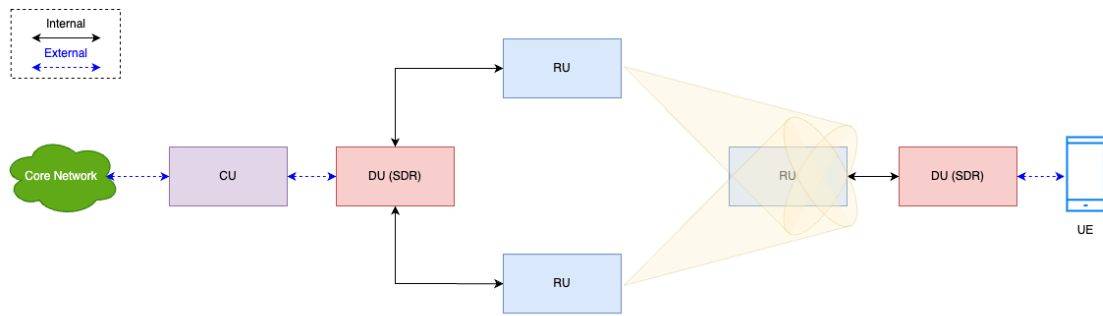 Internal
External
RU
Core Network
CU
DU (SDR)
RU
DU (SDR)
UE
RU